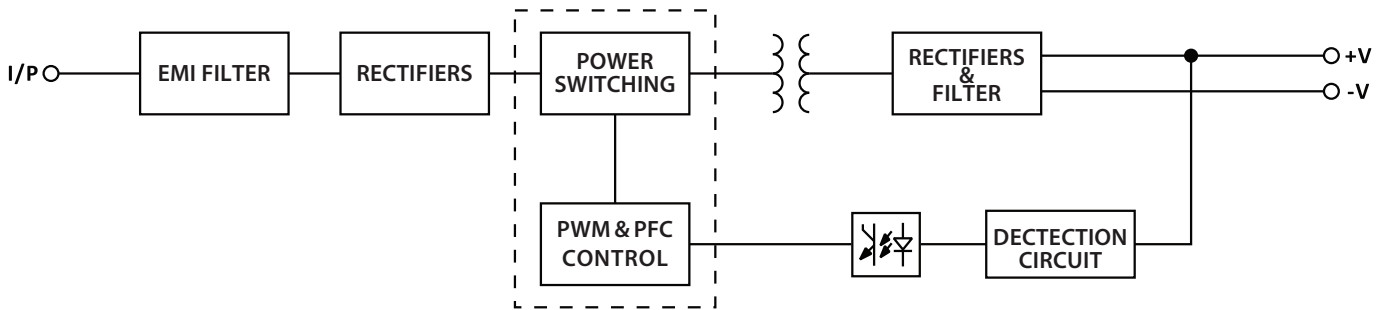 I/P
EMI FILTER
RECTIFIERS
POWER
SWITCHING
RECTIFIERS
&
FILTER
+V
-V
PWM & PFC
CONTROL
DECTECTION
CIRCUIT